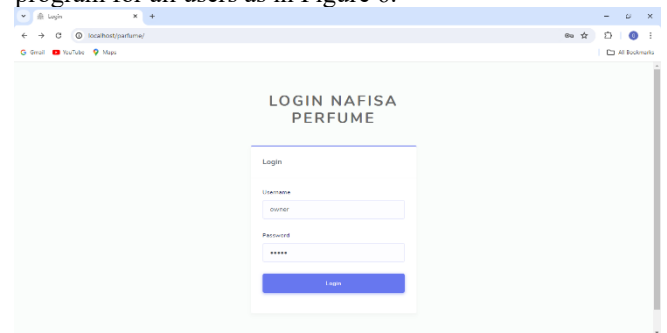 program for all users as in Figure 6.
Login
localhost/parfume/
Gmail YouTube Maps
All Bookmarks
LOGIN NAFISA
PERFUME
Login
Username
owner
Password
•••••
Login